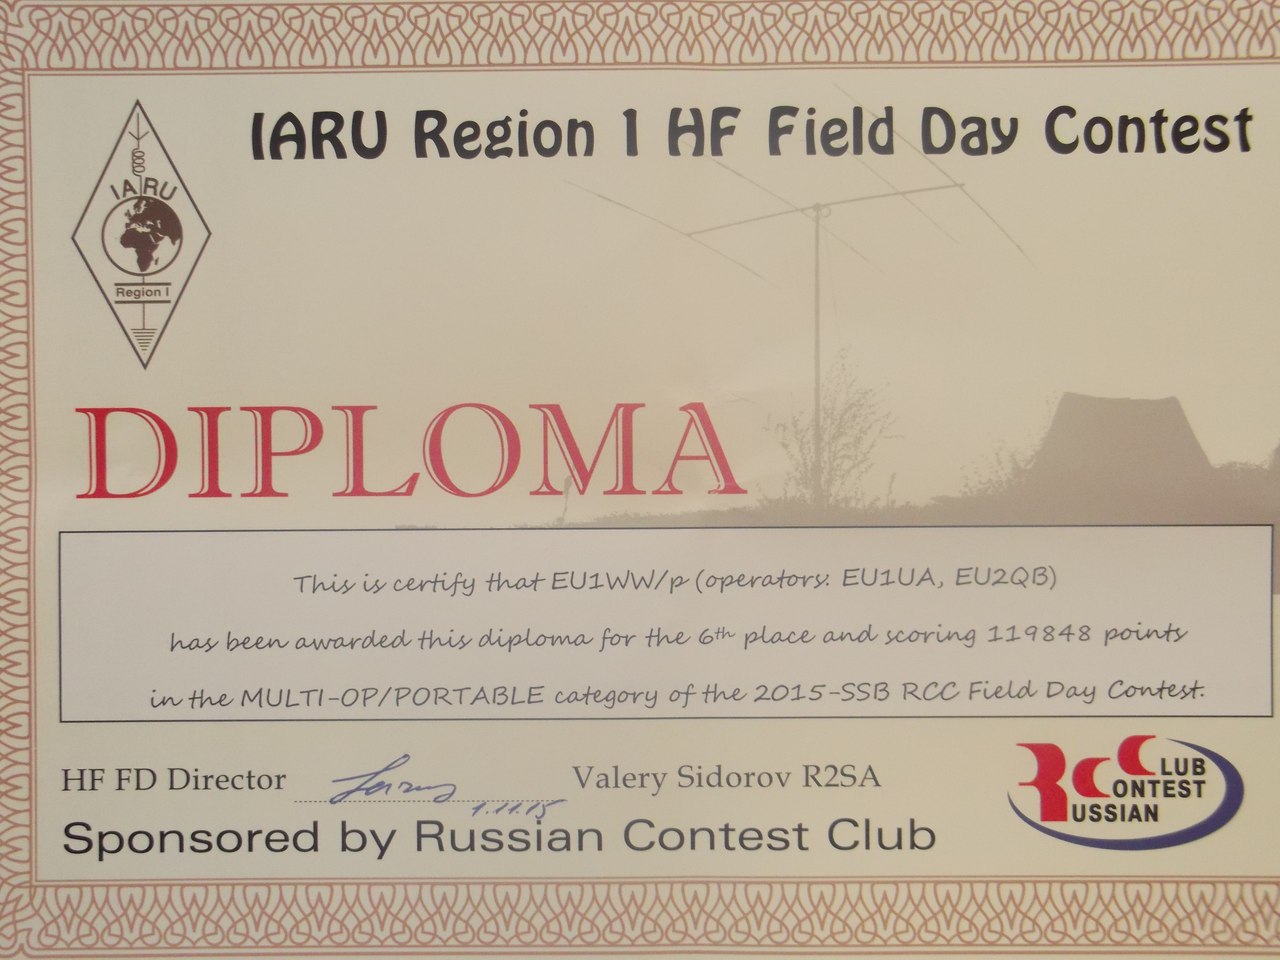 IARU Region 1 HF Field Day Contest
IARU
Region I
DIPLOMA
This is certify that EU1WW/p (operators: EU1UA, EU2QB)
has been awarded this diploma for the 6th place and scoring 119848 points
in the MULTI-OP/PORTABLE category of the 2015-SSB RCC Field Day Contest.
HF FD Director Valery Sidorov R2SA
1.11.15
Sponsored by Russian Contest Club
CLUB
CONTEST
RUSSIAN